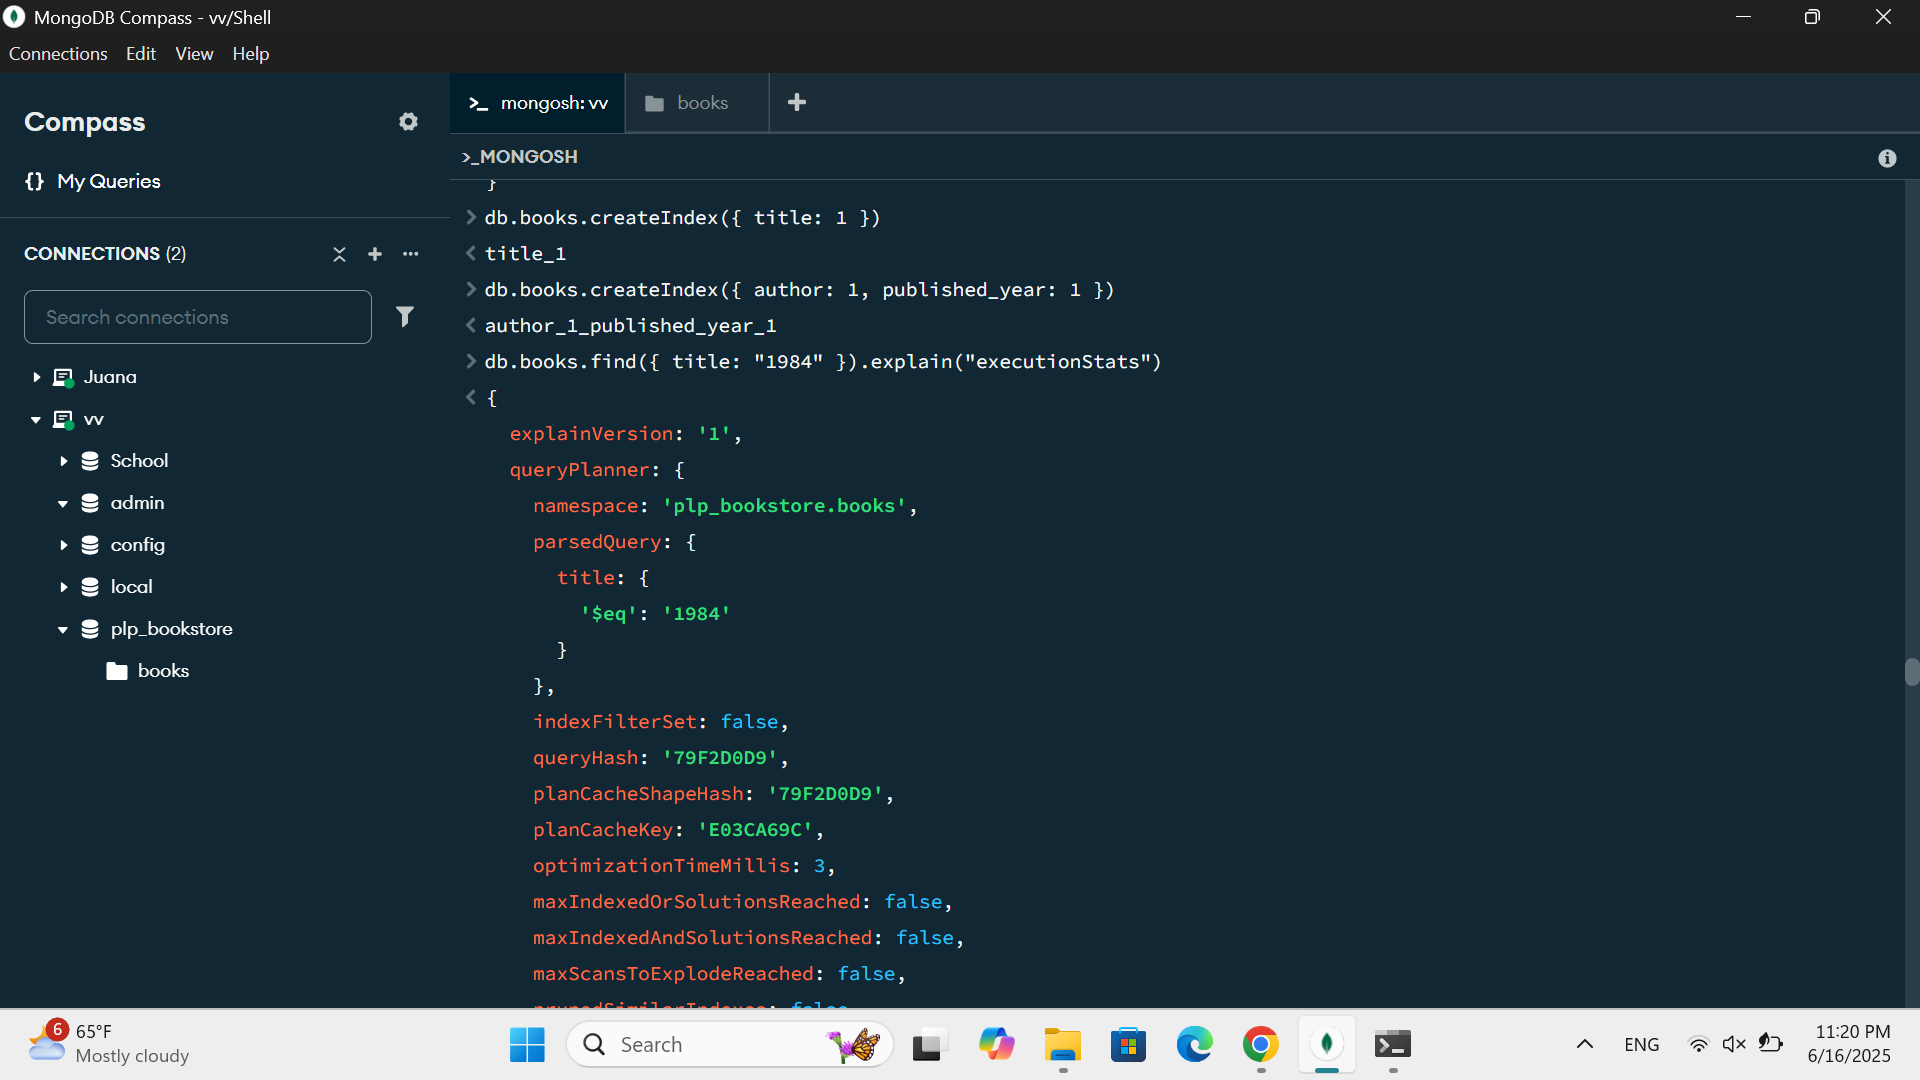 MongoDB Compass - vv/Shell
Connections Edit View Help
Compass
{} My Queries
CONNECTIONS (2)
Search connections
Juana
vv
School
admin
config
local
plp_bookstore
books
>_ mongosh: vv
books
>_MONGOSH
}
> db.books.createIndex({ title: 1 })
< title_1
> db.books.createIndex({ author: 1, published_year: 1 })
< author_1_published_year_1
> db.books.find({ title: "1984" }).explain("executionStats")
< {
explainVersion: '1',
queryPlanner: {
namespace: 'plp_bookstore.books',
parsedQuery: {
title: {
'$eq': '1984'
}
},
indexFilterSet: false,
queryHash: '79F2D0D9',
planCacheShapeHash: '79F2D0D9',
planCacheKey: 'E03CA69C',
optimizationTimeMillis: 3,
maxIndexedOrSolutionsReached: false,
maxIndexedAndSolutionsReached: false,
maxScansToExplodeReached: false,
6
65°F
Mostly cloudy
Search
ENG
11:20 PM
6/16/2025